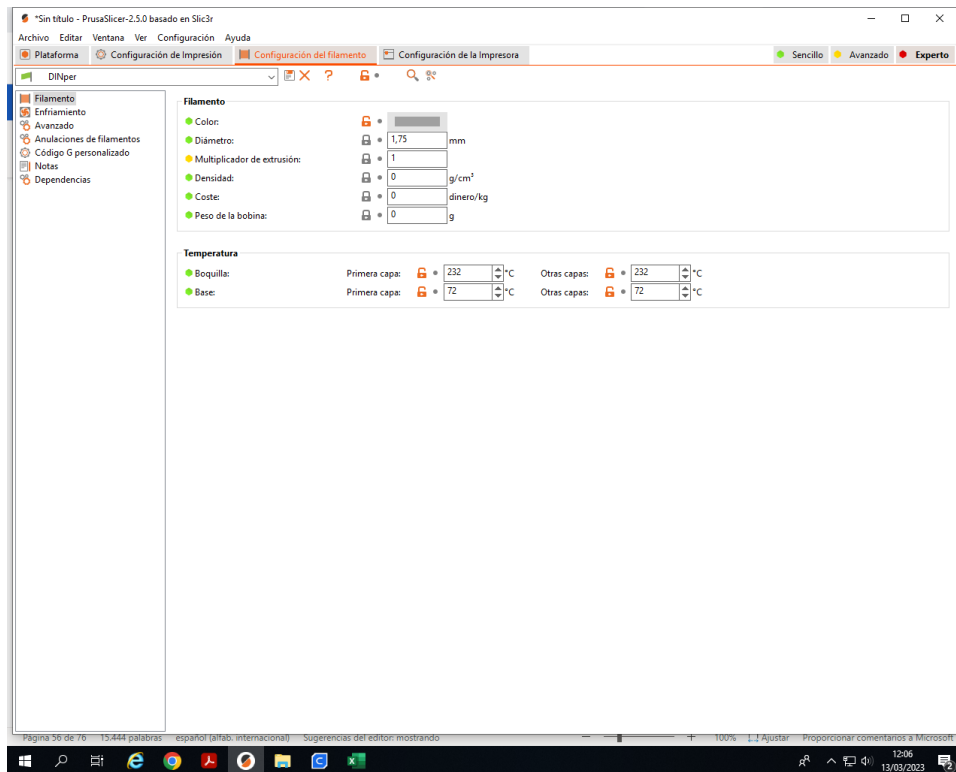 *Sin título - PrusaSlicer-2.5.0 basado en Slic3r
Archivo Editar Ventana Ver Configuración Ayuda
Plataforma Configuración de Impresión Configuración del filamento Configuración de la Impresora Sencillo Avanzado Experto
DINper
Filamento
Enfriamiento
Avanzado
Anulaciones de filamentos
Código G personalizado
Notas
Dependencias
Filamento
Color:
Diámetro: 1,75 mm
Multiplicador de extrusión: 1
Densidad: 0 g/cm³
Coste: 0 dinero/kg
Peso de la bobina: 0 g
Temperatura
Boquilla: Primera capa: 232 °C Otras capas: 232 °C
Base: Primera capa: 72 °C Otras capas: 72 °C
Página 56 de 76 15.444 palabras español (alfab. internacional) Sugerencias del editor: mostrando 100% Ajustar Proporcionar comentarios a Microsoft
12:06
13/03/2023
2